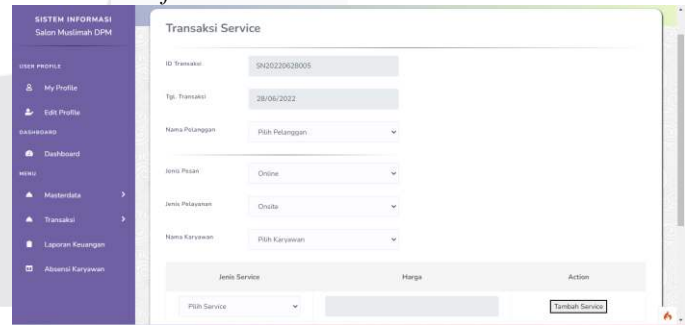 SISTEM INFORMASI
Salon Muslimah DPM
USER PROFILE
My Profile
Edit Profile
DASHBOARD
Dashboard
MENU
Masterdata
Transaksi
Laporan Keuangan
Absensi Karyawan
Transaksi Service
ID Transaksi SN20220628005
Tgl. Transaksi 28/06/2022
Nama Pelanggan Pilih Pelanggan
Jenis Pesan Online
Jenis Pelayanan Onsite
Nama Karyawan Pilih Karyawan
Jenis Service Harga Action
Pilih Service Tambah Service